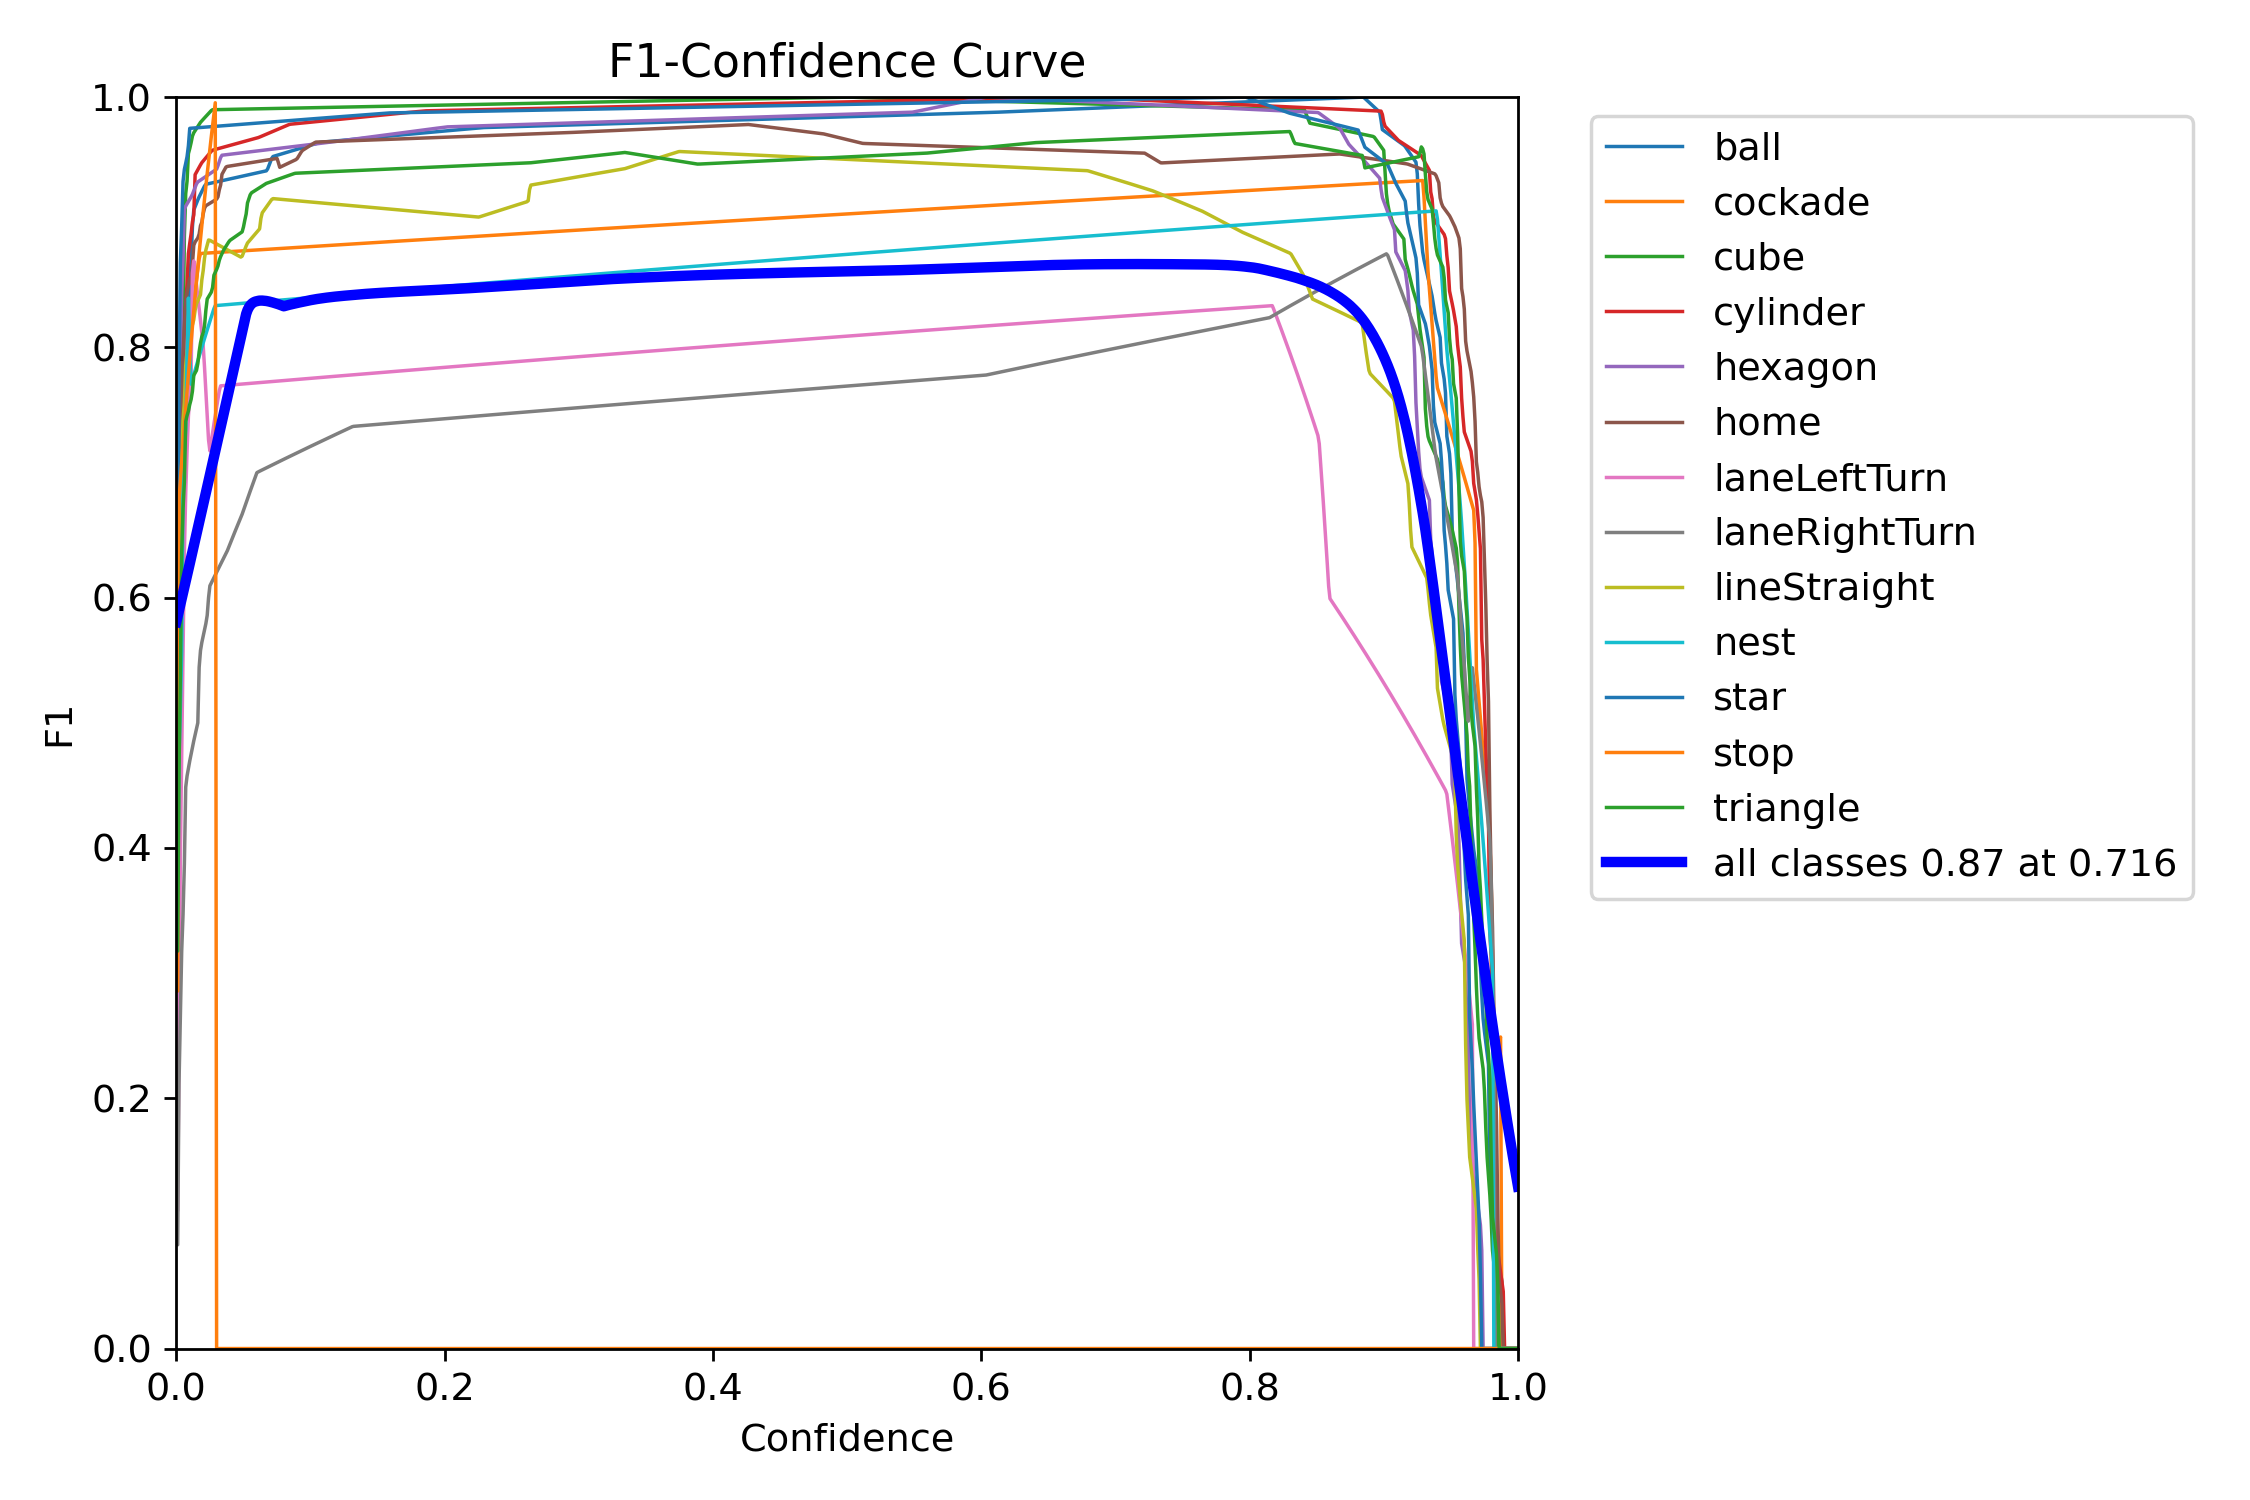 F1-Confidence Curve
1.0
0.8
0.6
0.4
0.2
0.0
F1
0.0 0.2 0.4 0.6 0.8 1.0
Confidence
ball
cockade
cube
cylinder
hexagon
home
laneLeftTurn
laneRightTurn
lineStraight
nest
star
stop
triangle
all classes 0.87 at 0.716